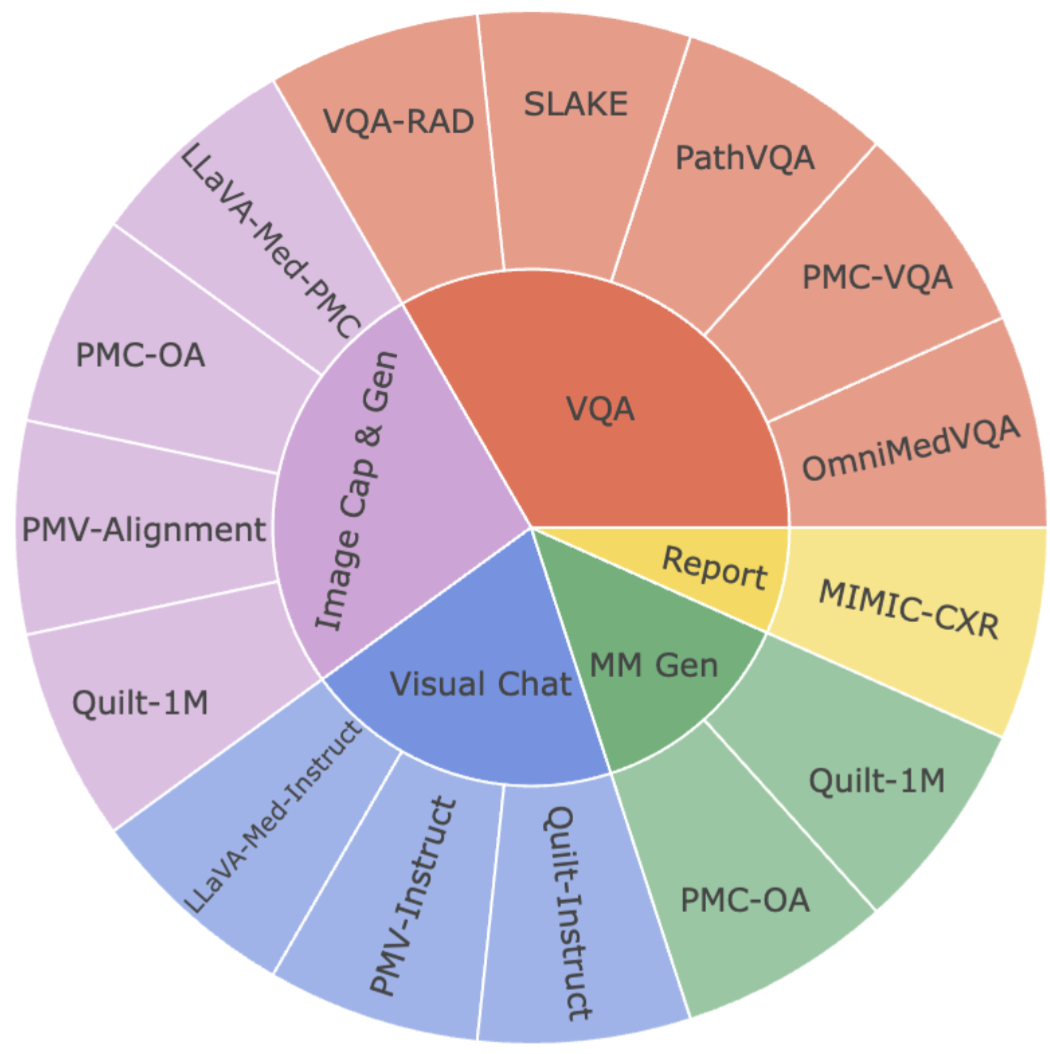 VQA-RAD
SLAKE
PathVQA
PMC-VQA
OmniMedVQA
VQA
LLaVA-Med-PMC
PMC-OA
PMV-Alignment
Quilt-1M
Image Cap & Gen
Report
MIMIC-CXR
MM Gen
Quilt-1M
PMC-OA
Visual Chat
LLaVA-Med-Instruct
PMV-Instruct
Quilt-Instruct